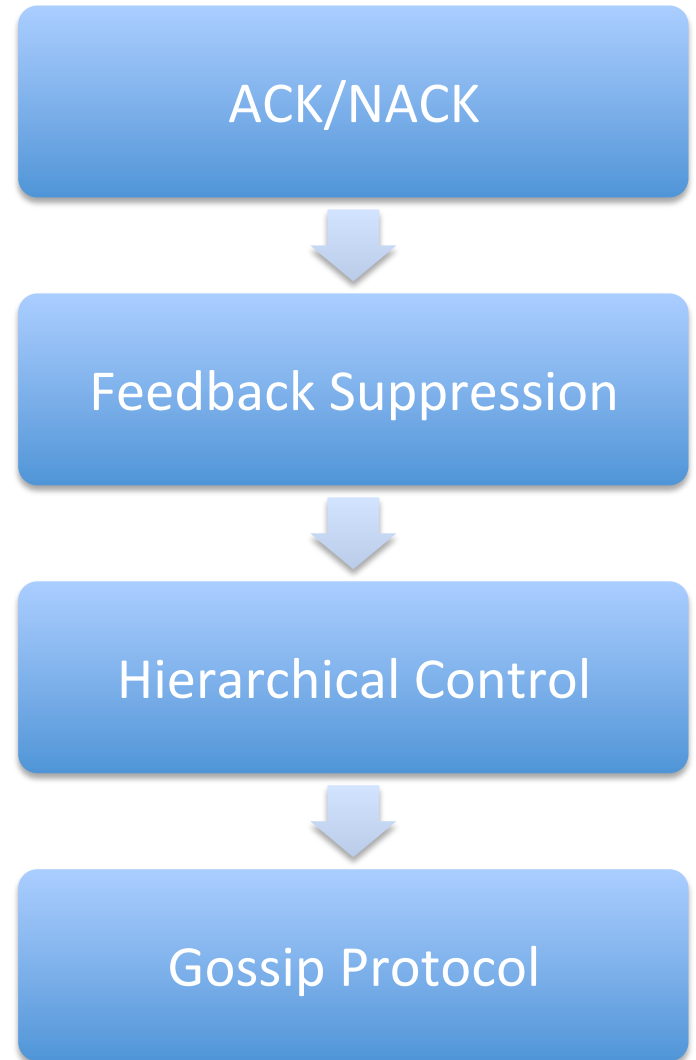 ACK/NACK
Feedback Suppression
Hierarchical Control
Gossip Protocol